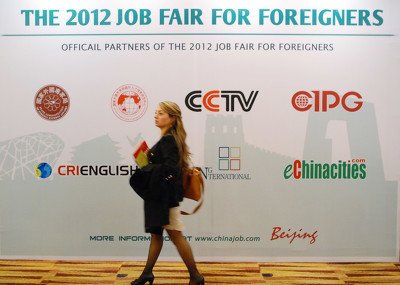 THE 2012 JOB FAIR FOR FOREIGNERS
OFFICAIL PARTNERS OF THE 2012 JOB FAIR FOR FOREIGNERS
CCTV
CIPG
CRIENGLISH
INTERNATIONAL
eChinacities.com
MORE INFORMATION www.chinajob.com
Beijing